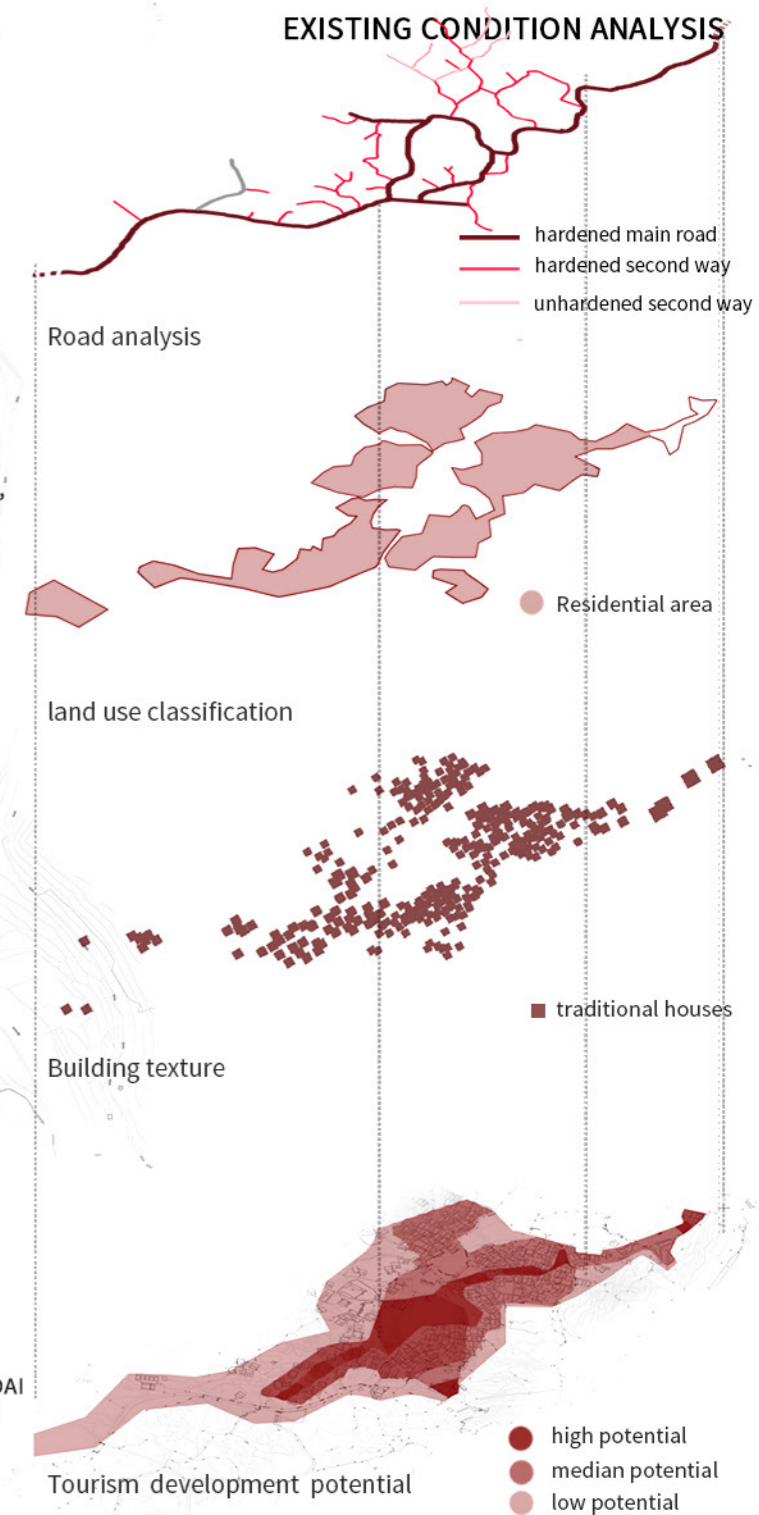 EXISTING CONDITION ANALYSIS
hardened main road
hardened second way
unhardened second way
Road analysis
Residential area
land use classification
traditional houses
Building texture
high potential
median potential
low potential
Tourism development potential